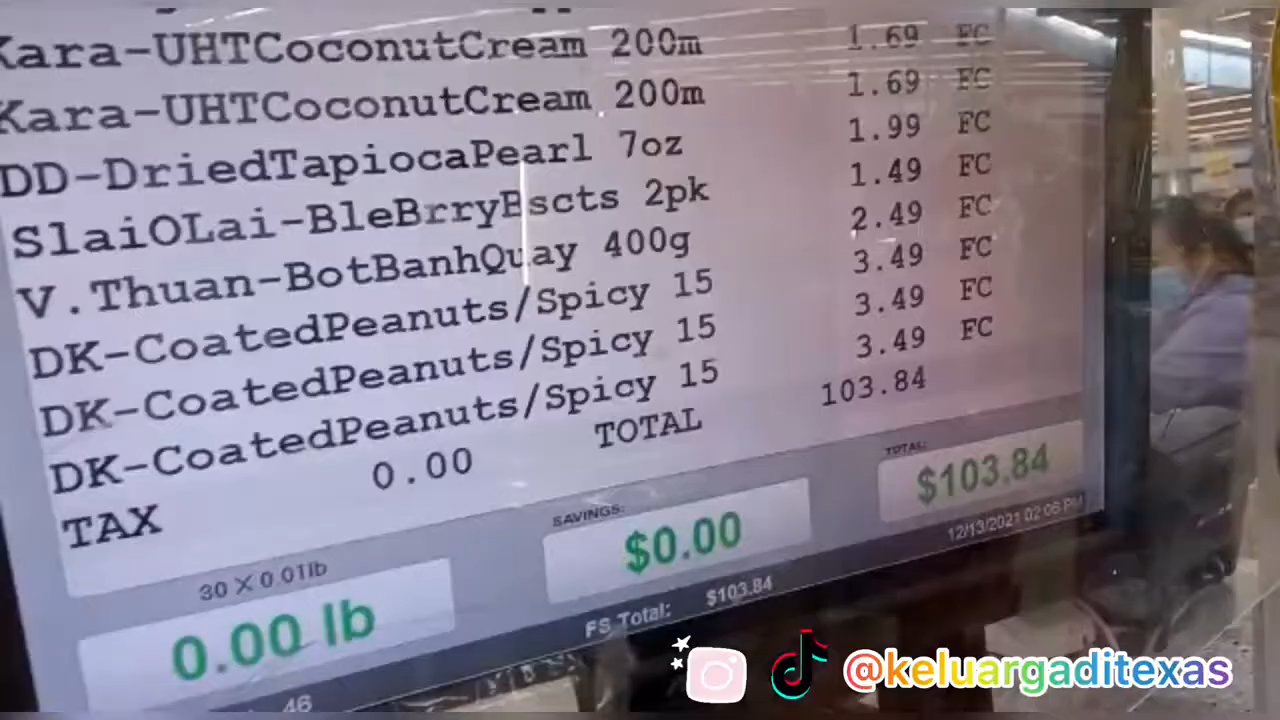 Kara-UHTCoconutCream 200m 1.69 FC
Kara-UHTCoconutCream 200m 1.69 FC
DD-DriedTapiocaPearl 7oz 1.99 FC
SlaiOLai-BleBrryBscts 2pk 1.49 FC
V.Thuan-BotBanhQuay 400g 2.49 FC
DK-CoatedPeanuts/Spicy 15 3.49 FC
DK-CoatedPeanuts/Spicy 15 3.49 FC
DK-CoatedPeanuts/Spicy 15 3.49 FC
TAX 0.00 TOTAL 103.84
30 X 0.01lb
0.00 lb
SAVINGS:
$0.00
TOTAL:
$103.84
12/13/2021 02:06 PM
FS Total: $103.84
46
@keluargaditexas